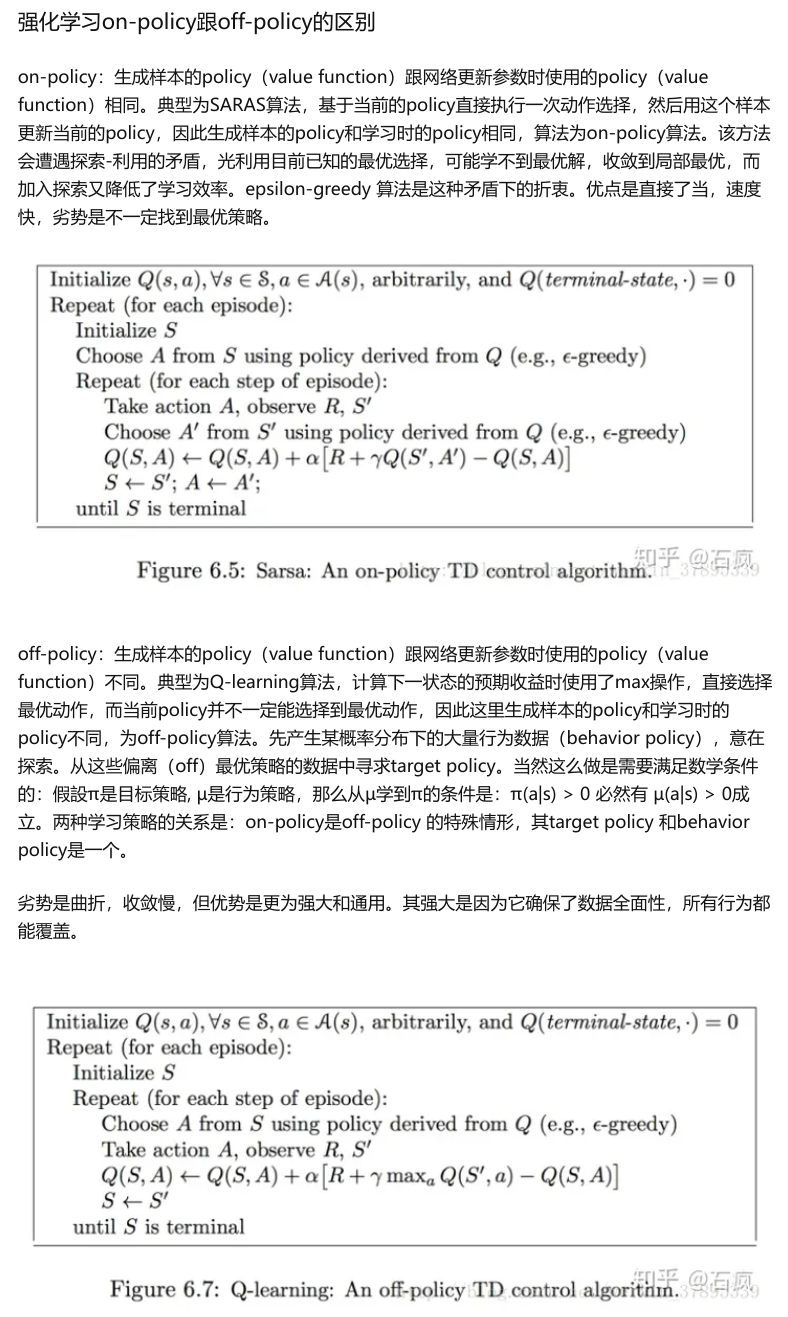 强化学习on-policy跟off-policy的区别
on-policy：生成样本的policy（value function）跟网络更新参数时使用的policy（value
function）相同。典型为SARAS算法，基于当前的policy直接执行一次动作选择，然后用这个样本
更新当前的policy，因此生成样本的policy和学习时的policy相同，算法为on-policy算法。该方法
会遭遇探索-利用的矛盾，光利用目前已知的最优选择，可能学不到最优解，收敛到局部最优，而
加入探索又降低了学习效率。epsilon-greedy 算法是这种矛盾下的折衷。优点是直接了当，速度
快，劣势是不一定找到最优策略。
Initialize Q(s, a), ∀s ∈ S, a ∈ A(s), arbitrarily, and Q(terminal-state, ·) = 0
Repeat (for each episode):
Initialize S
Choose A from S using policy derived from Q (e.g., ϵ-greedy)
Repeat (for each step of episode):
Take action A, observe R, S′
Choose A′ from S′ using policy derived from Q (e.g., ϵ-greedy)
Q(S, A) ← Q(S, A) + α[R + γQ(S′, A′) − Q(S, A)]
S ← S′; A ← A′;
until S is terminal
知乎 @石疯
Figure 6.5: Sarsa: An on-policy TD control algorithm.
off-policy：生成样本的policy（value function）跟网络更新参数时使用的policy（value
function）不同。典型为Q-learning算法，计算下一状态的预期收益时使用了max操作，直接选择
最优动作，而当前policy并不一定能选择到最优动作，因此这里生成样本的policy和学习时的
policy不同，为off-policy算法。先产生某概率分布下的大量行为数据（behavior policy），意在
探索。从这些偏离（off）最优策略的数据中寻求target policy。当然这么做是需要满足数学条件
的：假設π是目标策略, μ是行为策略，那么从μ学到π的条件是：π(a|s) > 0 必然有 μ(a|s) > 0成
立。两种学习策略的关系是：on-policy是off-policy 的特殊情形，其target policy 和behavior
policy是一个。
劣势是曲折，收敛慢，但优势是更为强大和通用。其强大是因为它确保了数据全面性，所有行为都
能覆盖。
Initialize Q(s, a), ∀s ∈ S, a ∈ A(s), arbitrarily, and Q(terminal-state, ·) = 0
Repeat (for each episode):
Initialize S
Repeat (for each step of episode):
Choose A from S using policy derived from Q (e.g., ϵ-greedy)
Take action A, observe R, S′
Q(S, A) ← Q(S, A) + α[R + γ maxₐ Q(S′, a) − Q(S, A)]
S ← S′
until S is terminal
知乎 @石疯
Figure 6.7: Q-learning: An off-policy TD control algorithm.